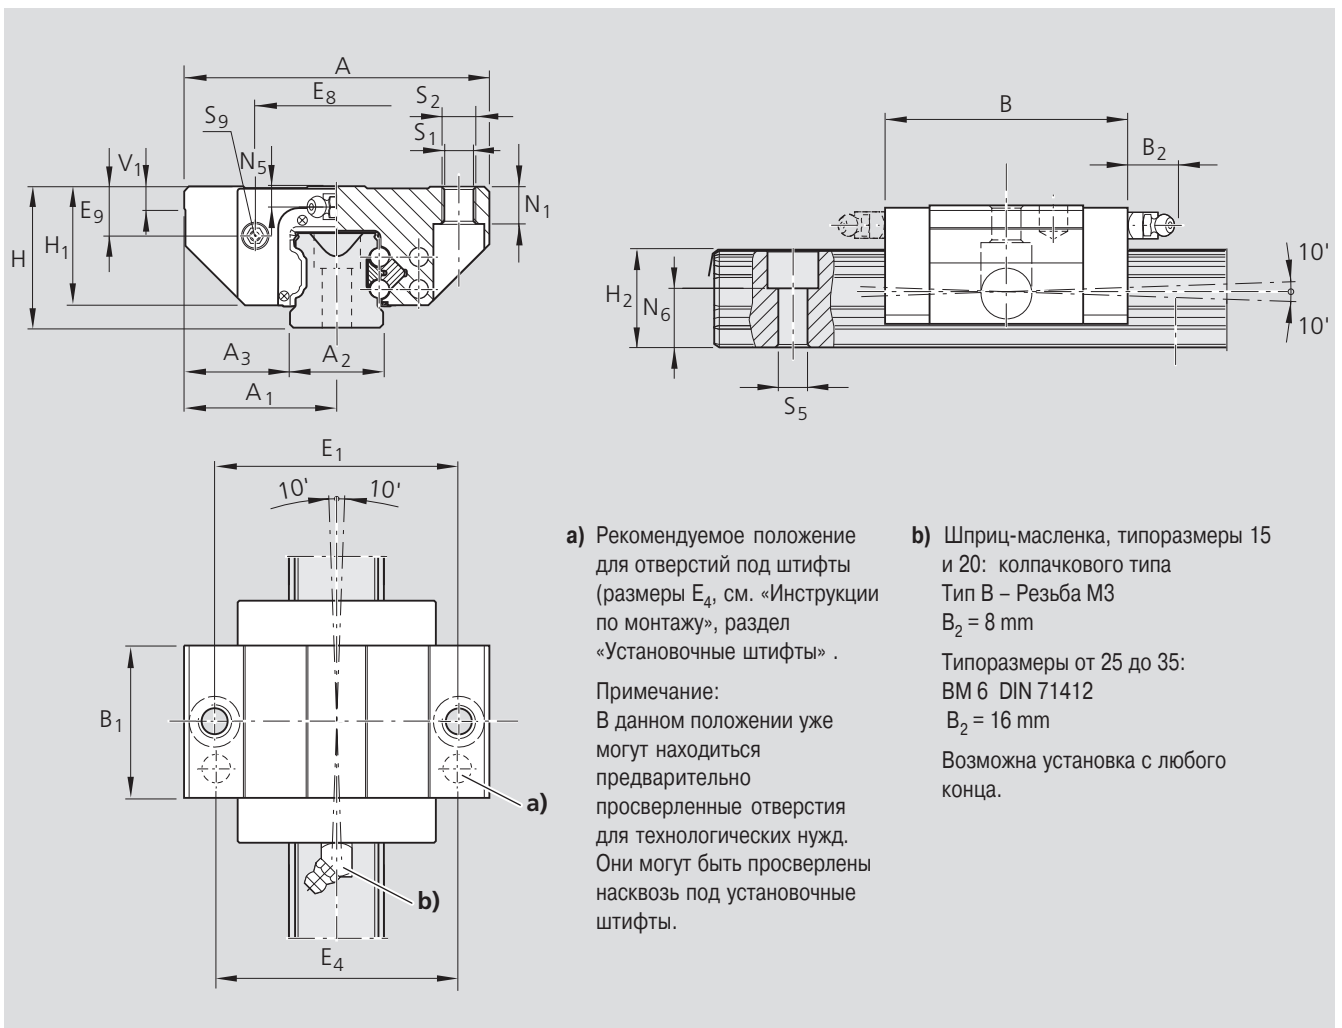 A
E8
S2
S9
S1
V1
N5
E9
N1
H
H1
A3
A2
A1
B
B2
10'
H2
N6
10'
S5
E1
10'
10'
B1
a)
b)
E4
a) Рекомендуемое положение
для отверстий под штифты
(размеры E4, см. «Инструкции
по монтажу», раздел
«Установочные штифты» .
Примечание:
В данном положении уже
могут находиться
предварительно
просверленные отверстия
для технологических нужд.
Они могут быть просверлены
насквозь под установочные
штифты.
b) Шприц-масленка, типоразмеры 15
и 20: колпачкового типа
Тип В – Резьба М3
B2 = 8 mm
Типоразмеры от 25 до 35:
BM 6 DIN 71412
B2 = 16 mm
Возможна установка с любого
конца.